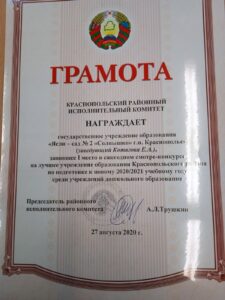 ГРАМОТА
КРАСНОПОЛЬСКИЙ РАЙОННЫЙ
ИСПОЛНИТЕЛЬНЫЙ КОМИТЕТ
НАГРАЖДАЕТ
государственное учреждение образования
«Ясли – сад № 2 «Солнышко» г.п. Краснополье»
(заведующий Е.А.),
занявшее I место в ежегодном смотре-конкурсе
на лучшее учреждение образования Краснопольского района
по подготовке к новому 2020/2021 учебному году
среди учреждений дошкольного образования
Председатель районного
исполнительного комитета А.Л.Трушкин
27 августа 2020 г.